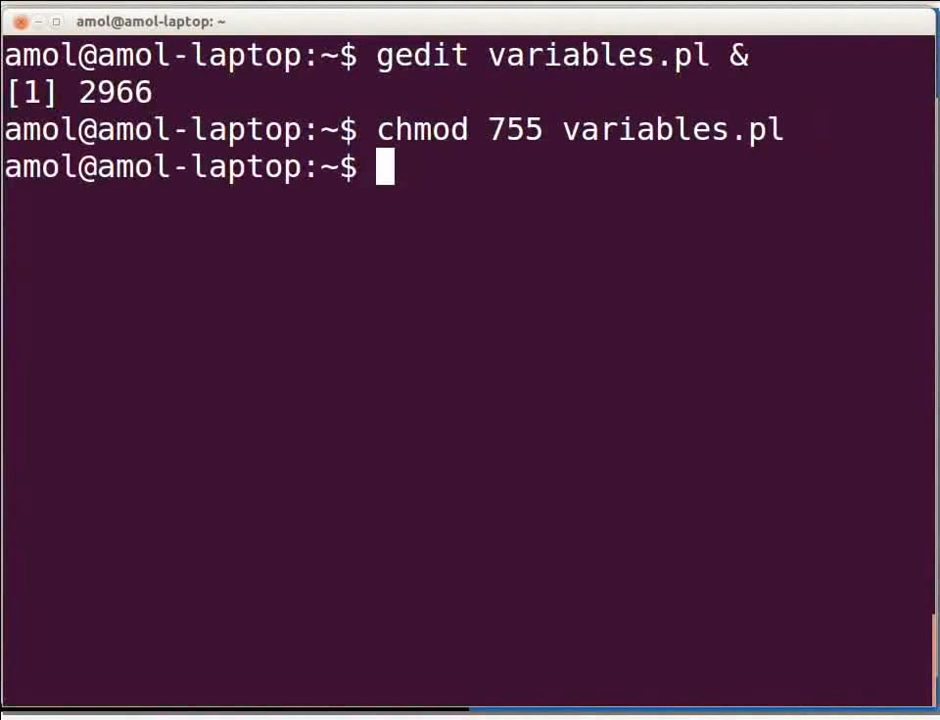 amol@amol-laptop: ~
amol@amol-laptop:~$ gedit variables.pl &
[1] 2966
amol@amol-laptop:~$ chmod 755 variables.pl
amol@amol-laptop:~$